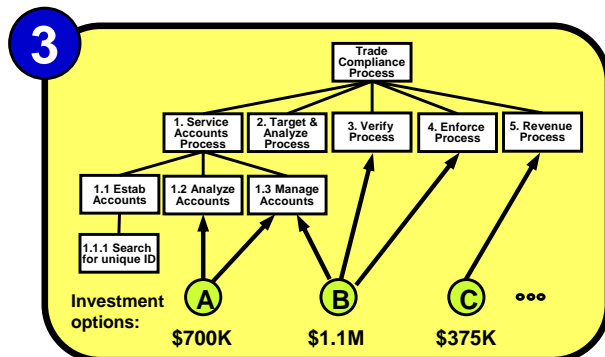 3
Trade
Compliance
Process
1. Service
Accounts
Process
2. Target &
Analyze
Process
3. Verify
Process
4. Enforce
Process
5. Revenue
Process
1.1 Estab
Accounts
1.2 Analyze
Accounts
1.3 Manage
Accounts
1.1.1 Search
for unique ID
Investment
options:
A
B
C
$700K
$1.1M
$375K